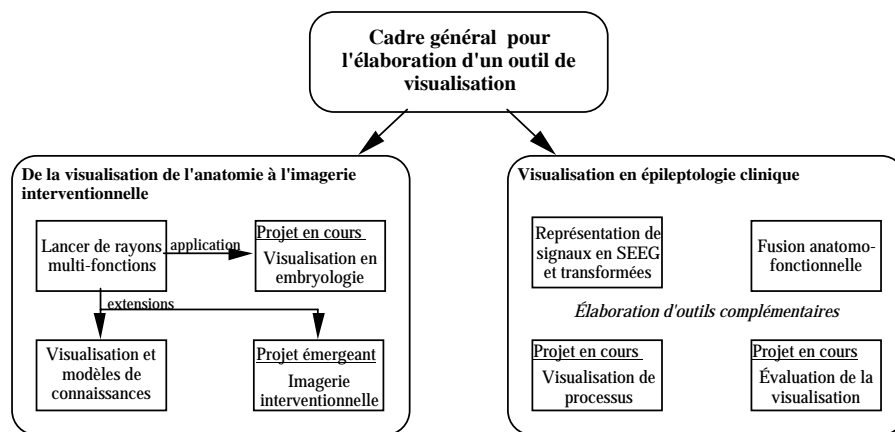 Cadre général pour
l'élaboration d'un outil de
visualisation
De la visualisation de l'anatomie à l'imagerie
interventionnelle
Lancer de rayons
multi-fonctions
application
Projet en cours
Visualisation en
embryologie
extensions
Visualisation et
modèles de
connaissances
Projet émergeant
Imagerie
interventionnelle
Visualisation en épileptologie clinique
Représentation de
signaux en SEEG
et transformées
Fusion anatomo-
fonctionnelle
Élaboration d'outils complémentaires
Projet en cours
Visualisation de
processus
Projet en cours
Évaluation de la
visualisation